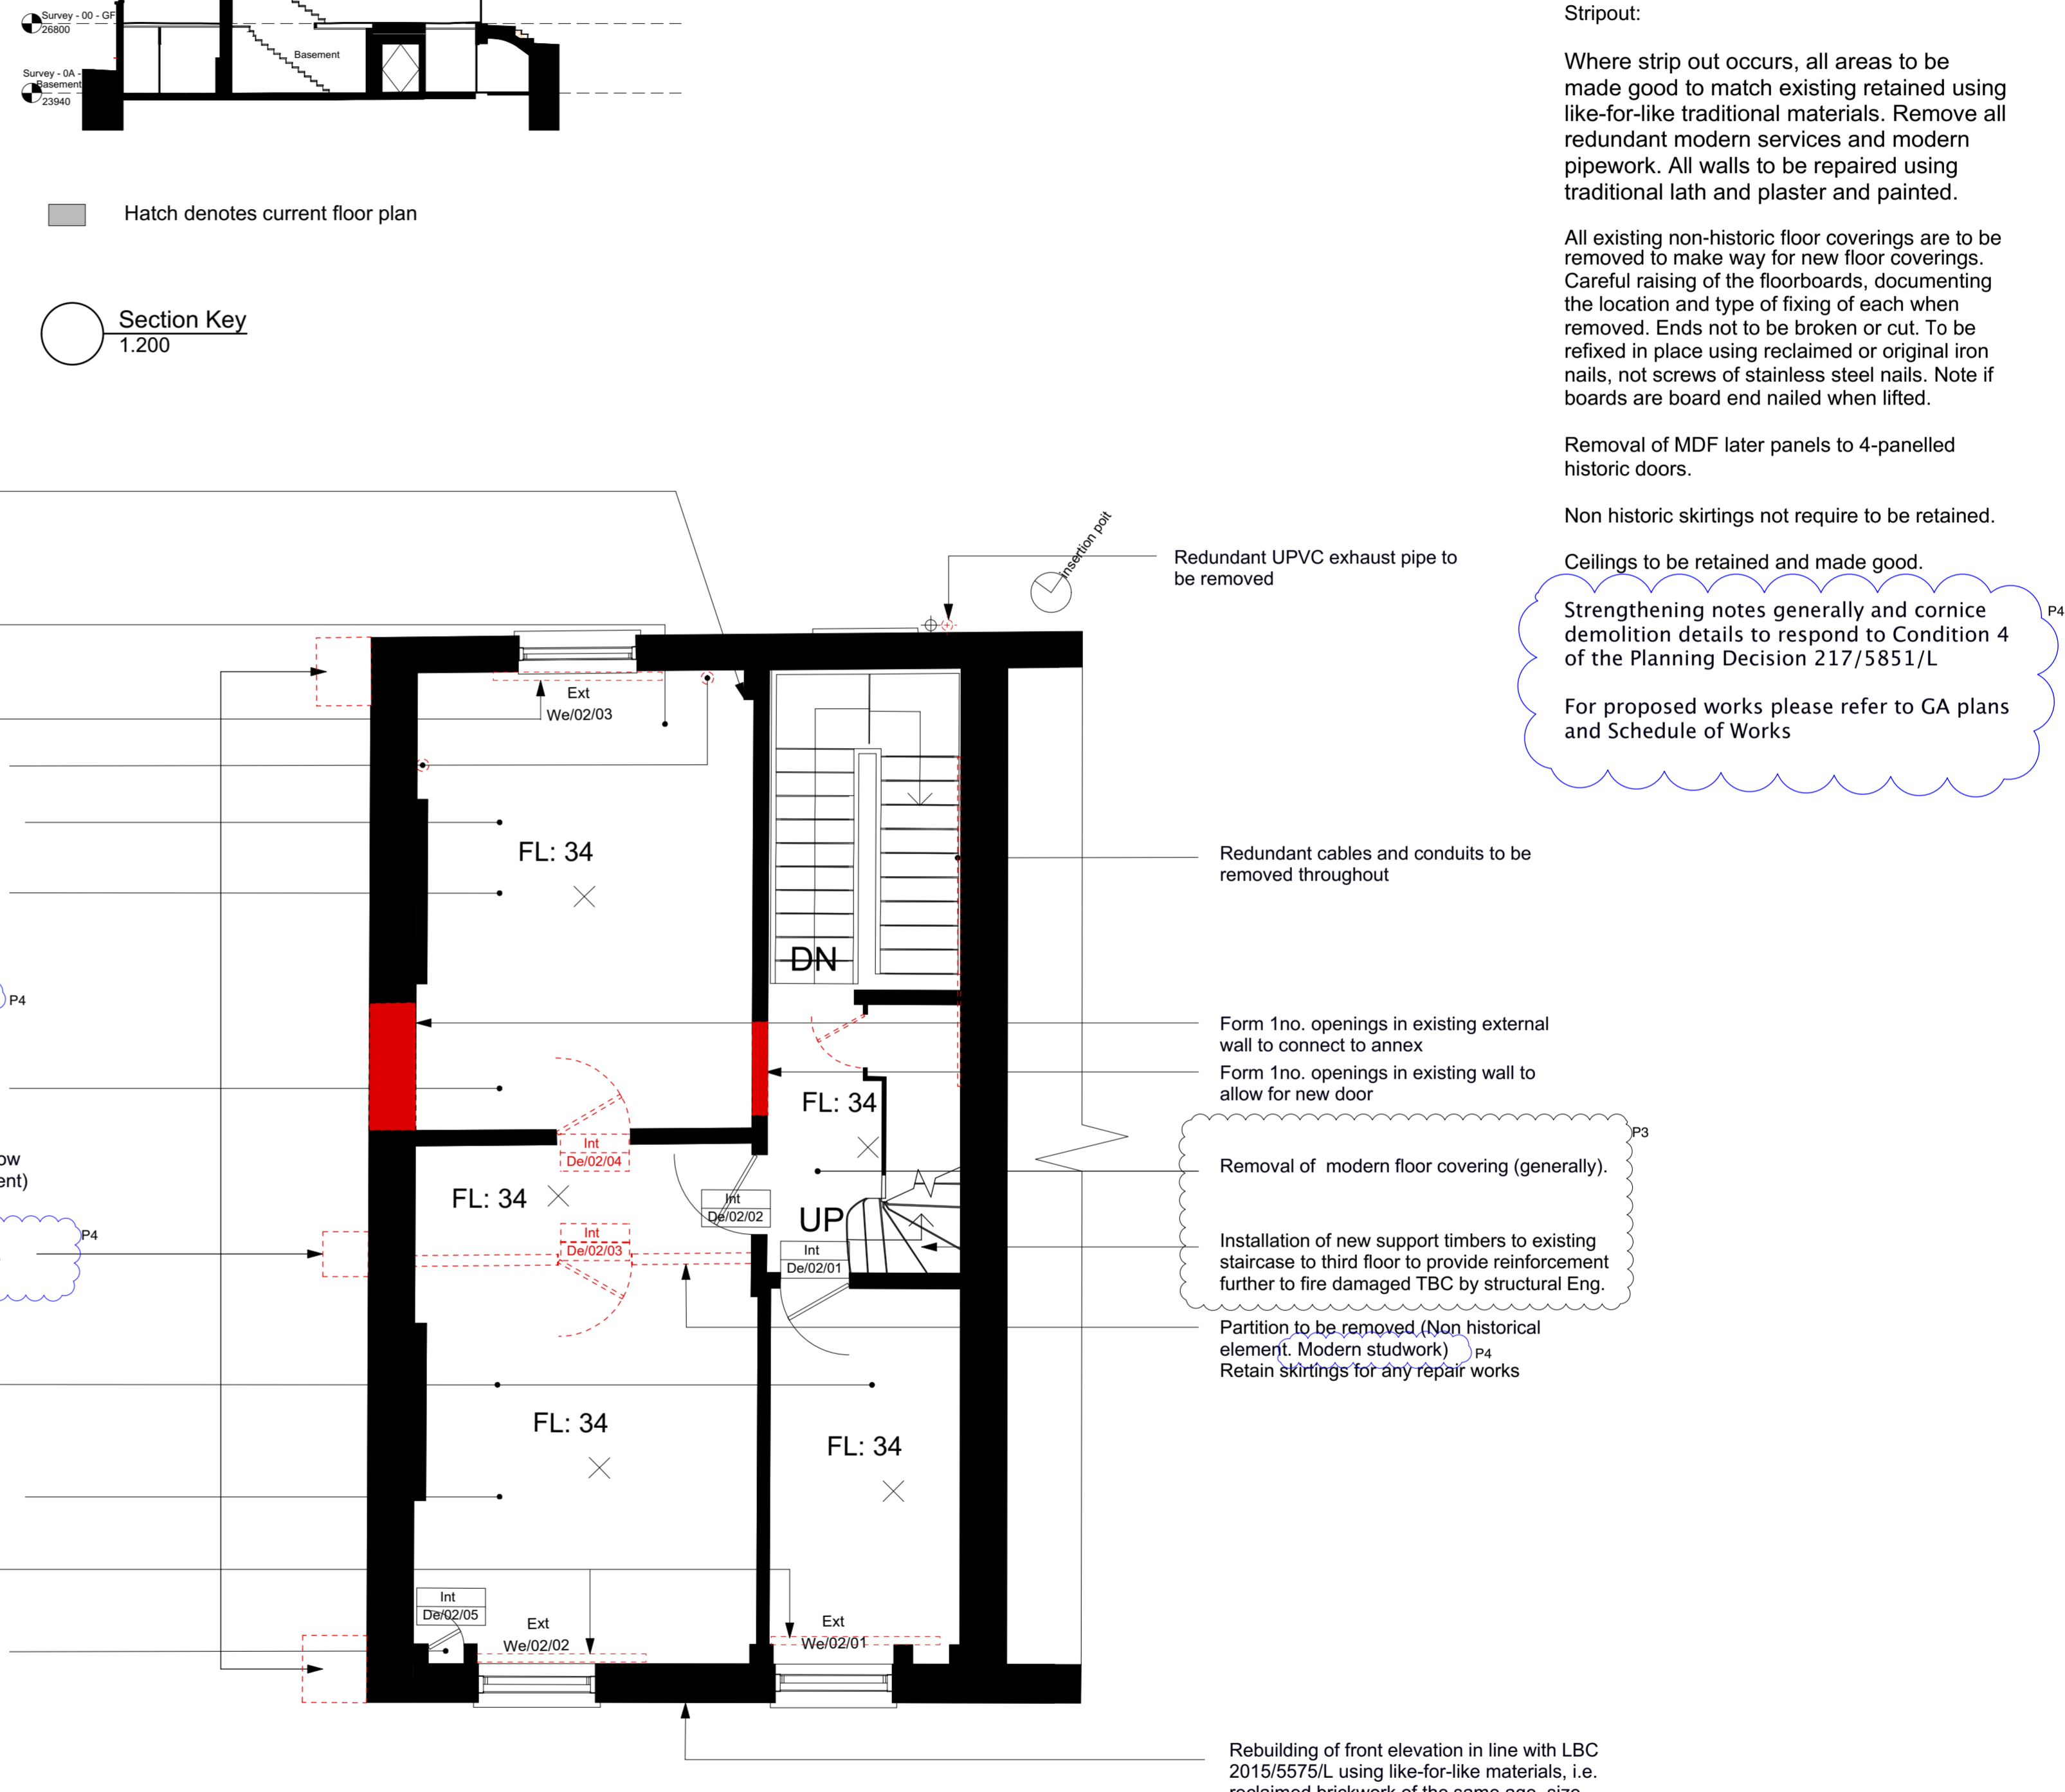 Survey - 00 - GF
26800
Basement
Survey - 0A -
Basement
23940
Hatch denotes current floor plan
Section Key
1.200
Stripout:
Where strip out occurs, all areas to be
made good to match existing retained using
like-for-like traditional materials. Remove all
redundant modern services and modern
pipework. All walls to be repaired using
traditional lath and plaster and painted.
All existing non-historic floor coverings are to be
removed to make way for new floor coverings.
Careful raising of the floorboards, documenting
the location and type of fixing of each when
removed. Ends not to be broken or cut. To be
refixed in place using reclaimed or original iron
nails, not screws of stainless steel nails. Note if
boards are board end nailed when lifted.
Removal of MDF later panels to 4-panelled
historic doors.
Non historic skirtings not require to be retained.
Ceilings to be retained and made good.
Strengthening notes generally and cornice
demolition details to respond to Condition 4
of the Planning Decision 217/5851/L
For proposed works please refer to GA plans
and Schedule of Works
P4
insertion poit
Redundant UPVC exhaust pipe to
be removed
Ext
We/02/03
FL: 34
Redundant cables and conduits to be
removed throughout
DN
P4
Form 1no. openings in existing external
wall to connect to annex
Form 1no. openings in existing wall to
allow for new door
FL: 34
P3
Int
De/02/04
ow
ent)
Removal of  modern floor covering (generally).
FL: 34
Int
De/02/02
UP
P4
Int
De/02/03
Int
De/02/01
Installation of new support timbers to existing
staircase to third floor to provide reinforcement
further to fire damaged TBC by structural Eng.
Partition to be removed (Non historical
element. Modern studwork)
P4
Retain skirtings for any repair works
FL: 34
FL: 34
Int
De/02/05
Ext
We/02/02
Ext
We/02/01
Rebuilding of front elevation in line with LBC
2015/5575/L using like-for-like materials, i.e.
reclaimed brickwork of the same age, size